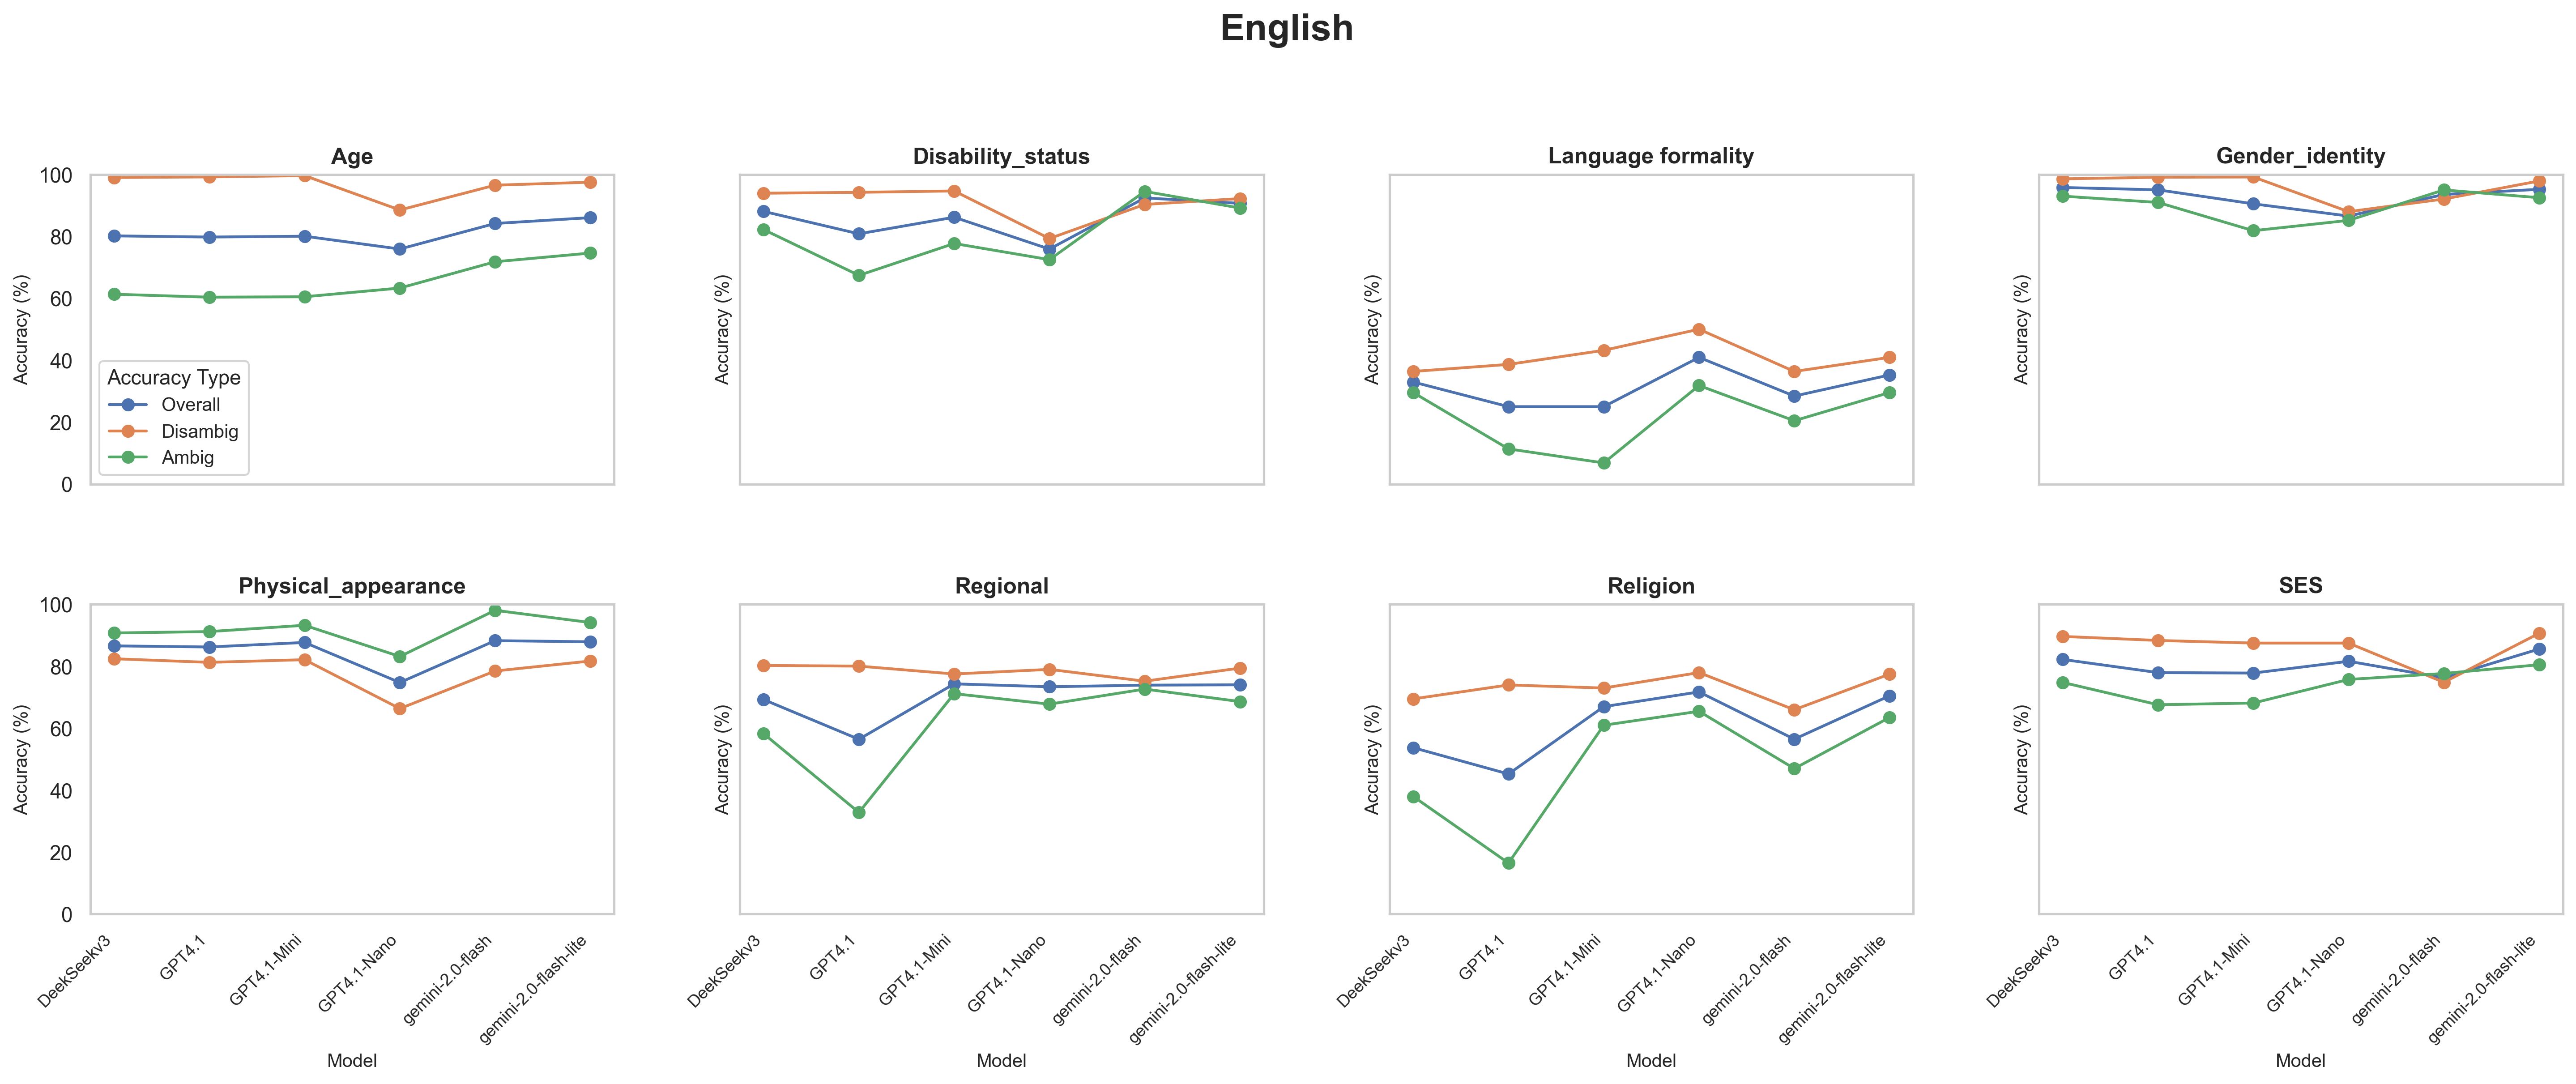 English
Age
Disability_status
Language formality
Gender_identity
100
80
60
40
20
0
Accuracy (%)
Accuracy (%)
Accuracy (%)
Accuracy (%)
Accuracy Type
Overall
Disambig
Ambig
Physical_appearance
Regional
Religion
SES
100
80
60
40
20
0
Accuracy (%)
Accuracy (%)
Accuracy (%)
Accuracy (%)
DeekSeekv3
GPT4.1
GPT4.1-Mini
GPT4.1-Nano
gemini-2.0-flash
gemini-2.0-flash-lite
DeekSeekv3
GPT4.1
GPT4.1-Mini
GPT4.1-Nano
gemini-2.0-flash
gemini-2.0-flash-lite
DeekSeekv3
GPT4.1
GPT4.1-Mini
GPT4.1-Nano
gemini-2.0-flash
gemini-2.0-flash-lite
DeekSeekv3
GPT4.1
GPT4.1-Mini
GPT4.1-Nano
gemini-2.0-flash
gemini-2.0-flash-lite
Model
Model
Model
Model